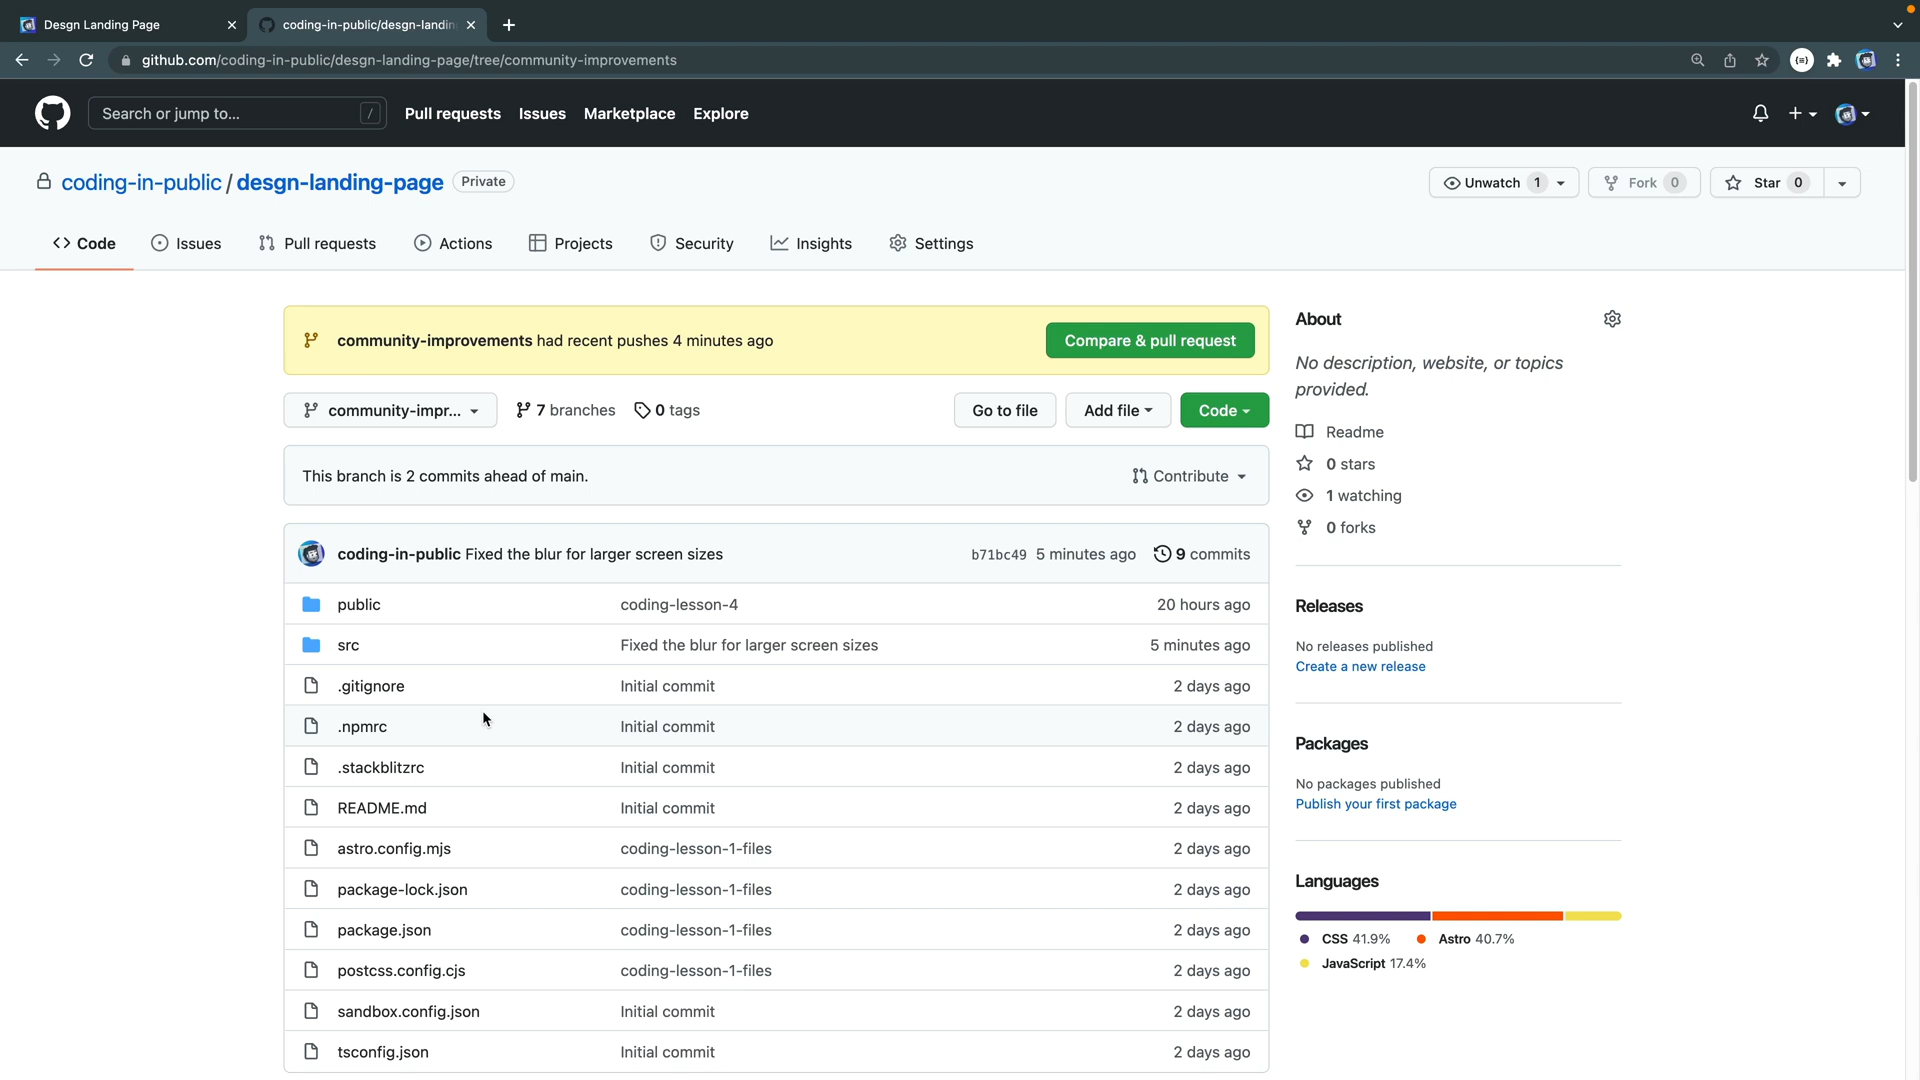 Desgn Landing Page
coding-in-public/desgn-landin
github.com/coding-in-public/desgn-landing-page/tree/community-improvements
Search or jump to... /
Pull requests Issues Marketplace Explore
coding-in-public / desgn-landing-page Private
Unwatch 1
Fork 0
Star 0
Code
Issues
Pull requests
Actions
Projects
Security
Insights
Settings
community-improvements had recent pushes 4 minutes ago
Compare & pull request
community-impr...
7 branches
0 tags
Go to file
Add file
Code
This branch is 2 commits ahead of main.
Contribute
coding-in-public Fixed the blur for larger screen sizes b71bc49 5 minutes ago 9 commits
public coding-lesson-4 20 hours ago
src Fixed the blur for larger screen sizes 5 minutes ago
.gitignore Initial commit 2 days ago
.npmrc Initial commit 2 days ago
.stackblitzrc Initial commit 2 days ago
README.md Initial commit 2 days ago
astro.config.mjs coding-lesson-1-files 2 days ago
package-lock.json coding-lesson-1-files 2 days ago
package.json coding-lesson-1-files 2 days ago
postcss.config.cjs coding-lesson-1-files 2 days ago
sandbox.config.json Initial commit 2 days ago
tsconfig.json Initial commit 2 days ago
About
No description, website, or topics
provided.
Readme
0 stars
1 watching
0 forks
Releases
No releases published
Create a new release
Packages
No packages published
Publish your first package
Languages
CSS 41.9% Astro 40.7%
JavaScript 17.4%